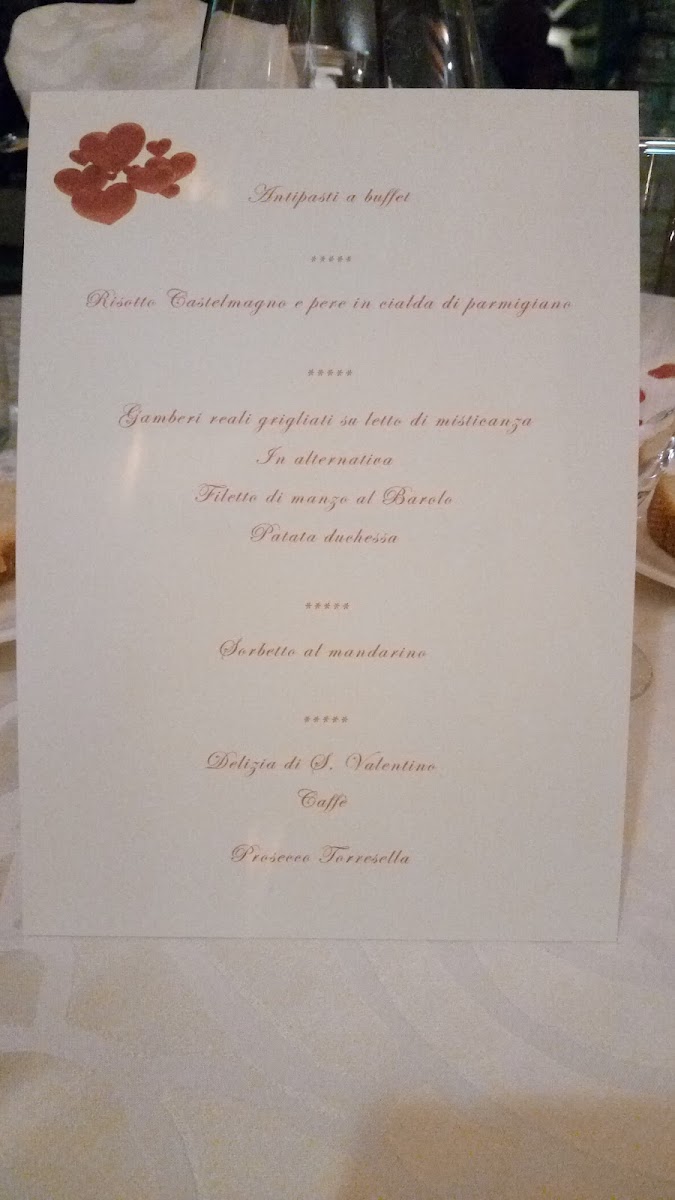 Antipasti a buffet
*****
Risotto Castelmagno e pere in cialda di parmigiano
*****
Gamberi reali grigliati su letto di misticanza
In alternativa
Filetto di manzo al Barolo
Patata duchessa
*****
Sorbetto al mandarino
*****
Delizia di S. Valentino
Caffè
Prosecco Torresella